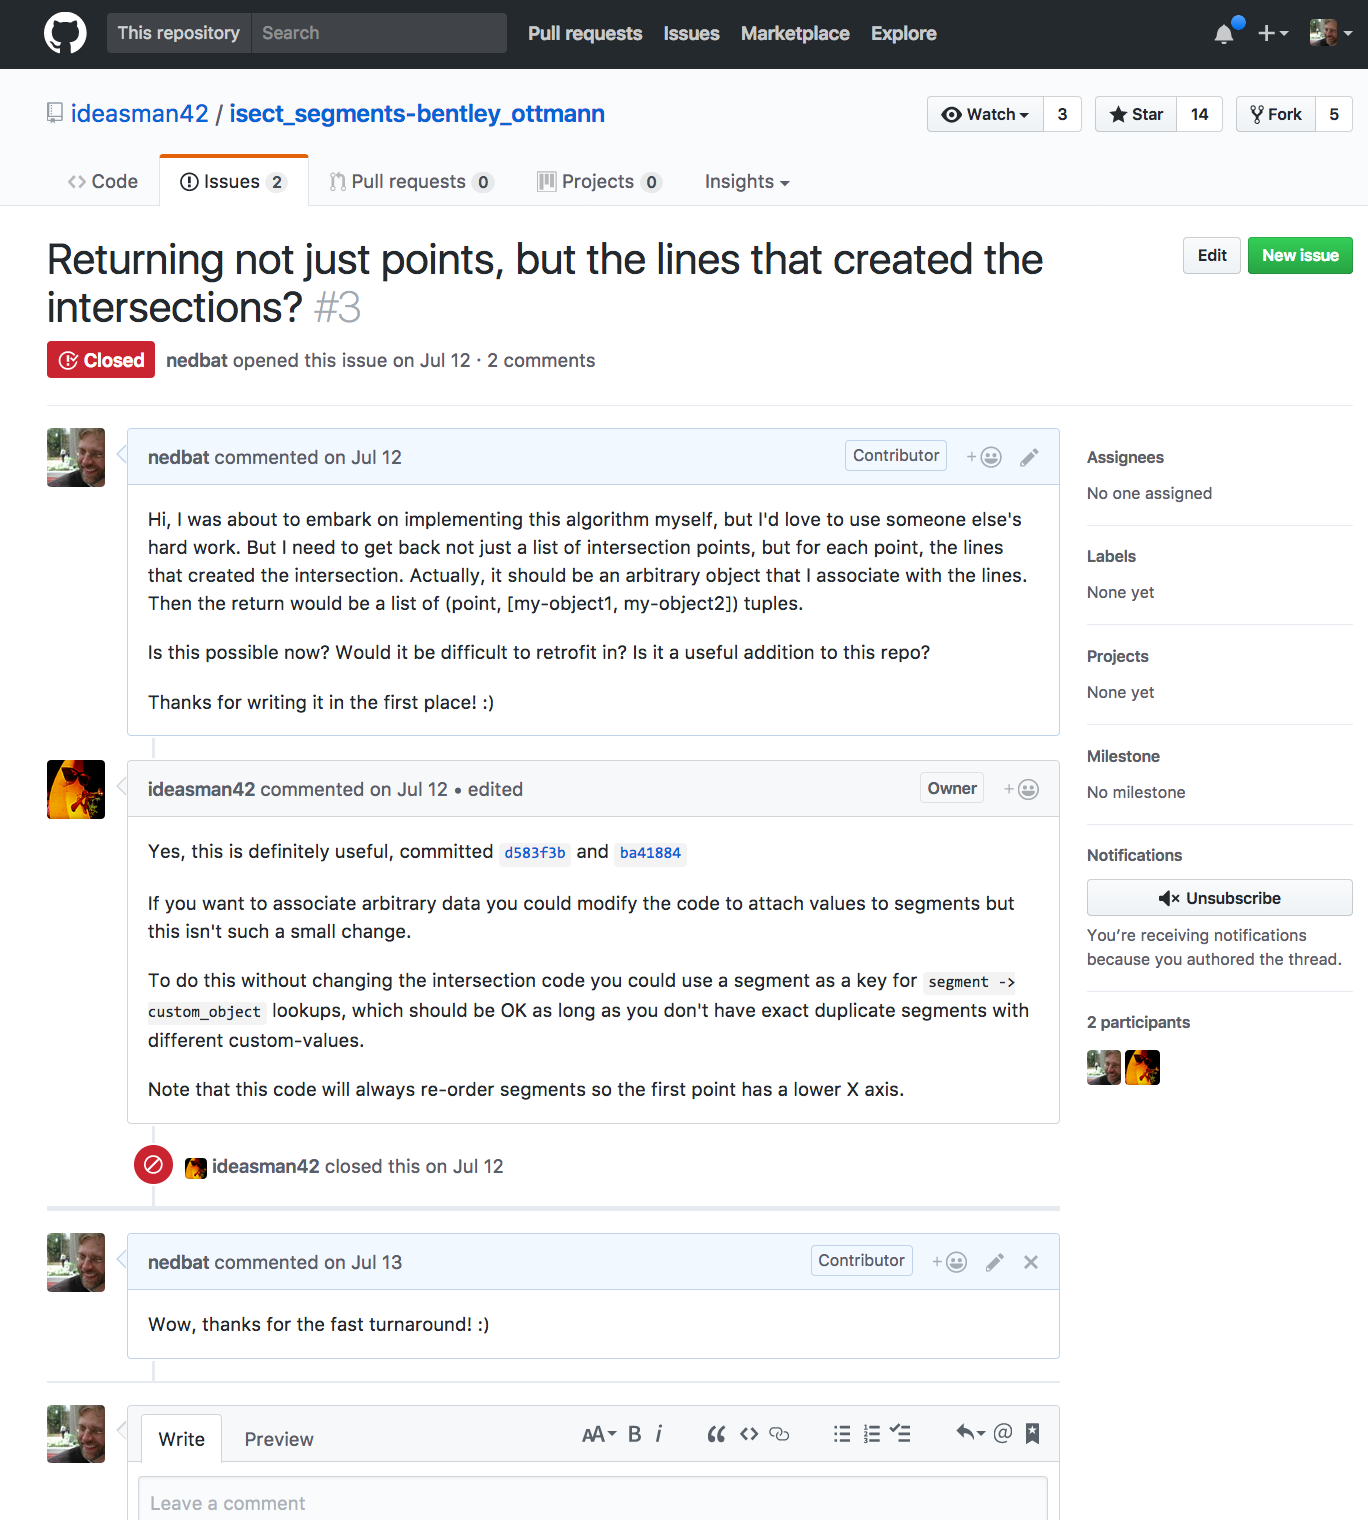 This repository Search Pull requests Issues Marketplace Explore
ideasman42 / isect_segments-bentley_ottmann Watch 3 Star 14 Fork 5
Code Issues 2 Pull requests 0 Projects 0 Insights
Returning not just points, but the lines that created the
intersections? #3
Edit New issue
Closed nedbat opened this issue on Jul 12 · 2 comments
nedbat commented on Jul 12 Contributor
Hi, I was about to embark on implementing this algorithm myself, but I'd love to use someone else's
hard work. But I need to get back not just a list of intersection points, but for each point, the lines
that created the intersection. Actually, it should be an arbitrary object that I associate with the lines.
Then the return would be a list of (point, [my-object1, my-object2]) tuples.
Is this possible now? Would it be difficult to retrofit in? Is it a useful addition to this repo?
Thanks for writing it in the first place! :)
ideasman42 commented on Jul 12 • edited Owner
Yes, this is definitely useful, committed d583f3b and ba41884
If you want to associate arbitrary data you could modify the code to attach values to segments but
this isn't such a small change.
To do this without changing the intersection code you could use a segment as a key for segment ->
custom_object lookups, which should be OK as long as you don't have exact duplicate segments with
different custom-values.
Note that this code will always re-order segments so the first point has a lower X axis.
ideasman42 closed this on Jul 12
nedbat commented on Jul 13 Contributor
Wow, thanks for the fast turnaround! :)
Write Preview AA B i
Leave a comment
Assignees
No one assigned
Labels
None yet
Projects
None yet
Milestone
No milestone
Notifications
Unsubscribe
You’re receiving notifications
because you authored the thread.
2 participants